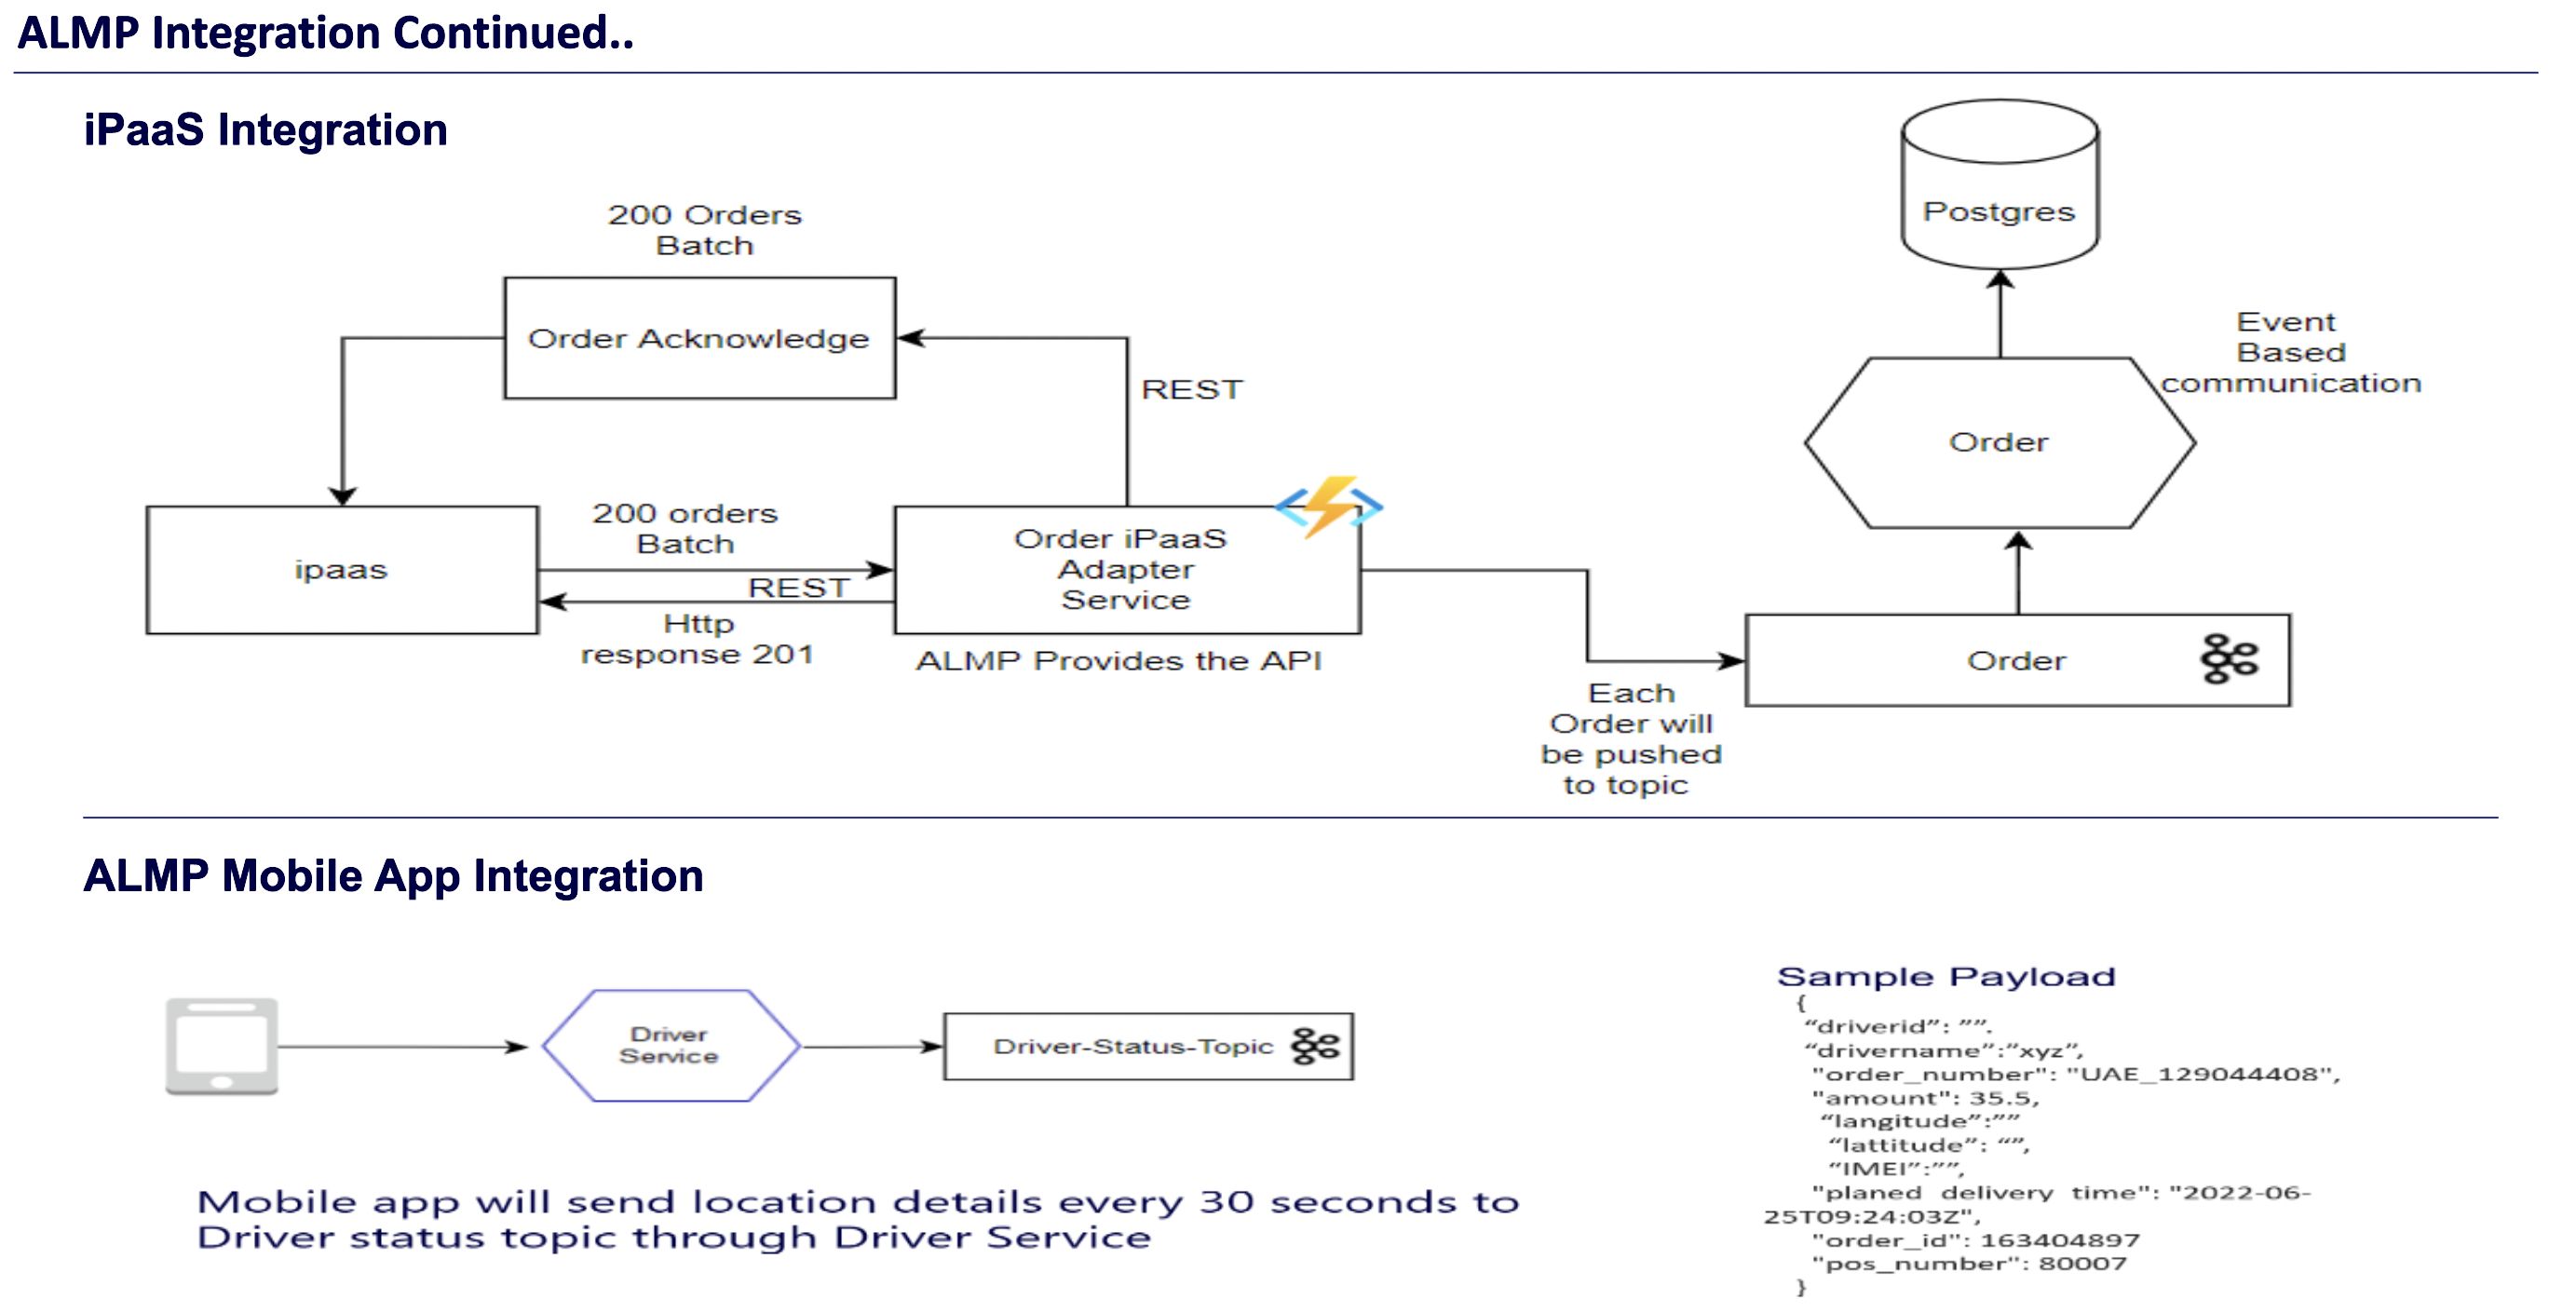 ALMP Integration Continued..
iPaaS Integration
200 Orders
Batch
Order Acknowledge
REST
ipaas
200 orders
Batch
REST
Http
response 201
Order iPaaS
Adapter
Service
ALMP Provides the API
Each
Order will
be pushed
to topic
Postgres
Event
Based
communication
Order
Order
ALMP Mobile App Integration
Driver
Service
Driver-Status-Topic
Mobile app will send location details every 30 seconds to
Driver status topic through Driver Service
Sample Payload
{
“driverid”: ””.
“drivername”:”xyz”,
"order_number": "UAE_129044408",
"amount": 35.5,
“langitude”:””
“lattitude”: “”,
“IMEI”:””,
"planed delivery time": "2022-06-
25T09:24:03Z",
"order_id": 163404897
"pos_number": 80007
}